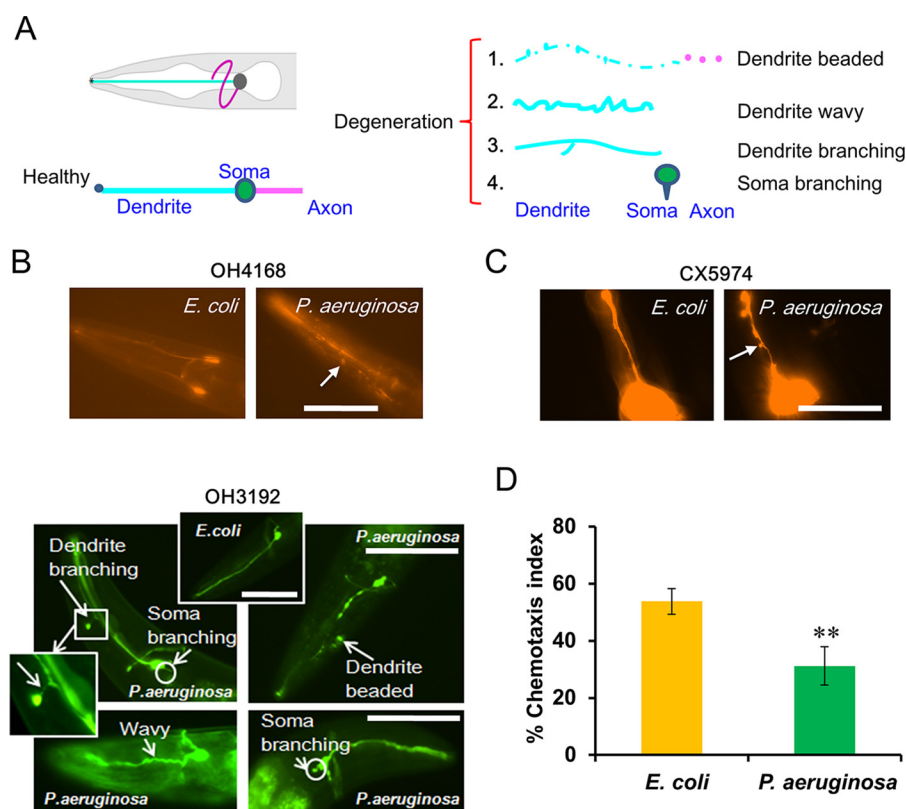 A
Healthy
Soma
Dendrite
Axon
Degeneration
1.
Dendrite beaded
2.
Dendrite wavy
3.
Dendrite branching
4.
Soma branching
Dendrite
Soma
Axon
B
OH4168
E. coli
P. aeruginosa
C
CX5974
E. coli
P. aeruginosa
OH3192
Dendrite
branching
Soma
branching
P.aeruginosa
E.coli
P.aeruginosa
Dendrite
beaded
Wavy
P.aeruginosa
Soma
branching
P.aeruginosa
D
% Chemotaxis index
80
60
40
20
0
**
E. coli
P. aeruginosa